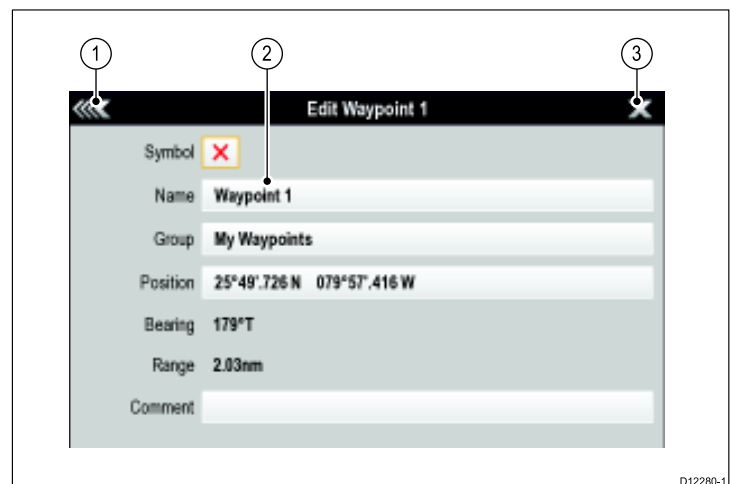 1 2 3
Edit Waypoint 1
Symbol
Name Waypoint 1
Group My Waypoints
Position 25°49'.726 N 079°57'.416 W
Bearing 179°T
Range 2.03nm
Comment
D12280-1